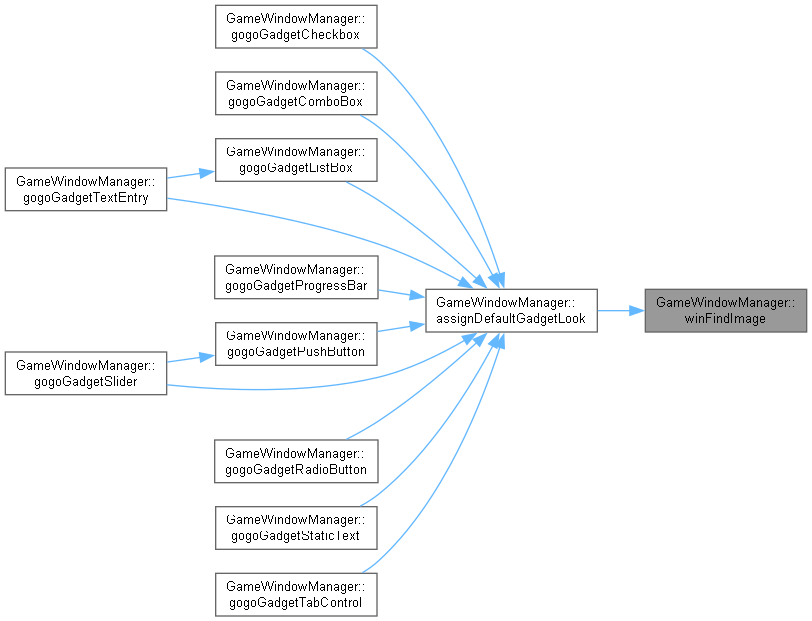 GameWindowManager::
gogoGadgetCheckbox
GameWindowManager::
gogoGadgetComboBox
GameWindowManager::
gogoGadgetListBox
GameWindowManager::
gogoGadgetTextEntry
GameWindowManager::
gogoGadgetProgressBar
GameWindowManager::
assignDefaultGadgetLook
GameWindowManager::
winFindImage
GameWindowManager::
gogoGadgetPushButton
GameWindowManager::
gogoGadgetSlider
GameWindowManager::
gogoGadgetRadioButton
GameWindowManager::
gogoGadgetStaticText
GameWindowManager::
gogoGadgetTabControl